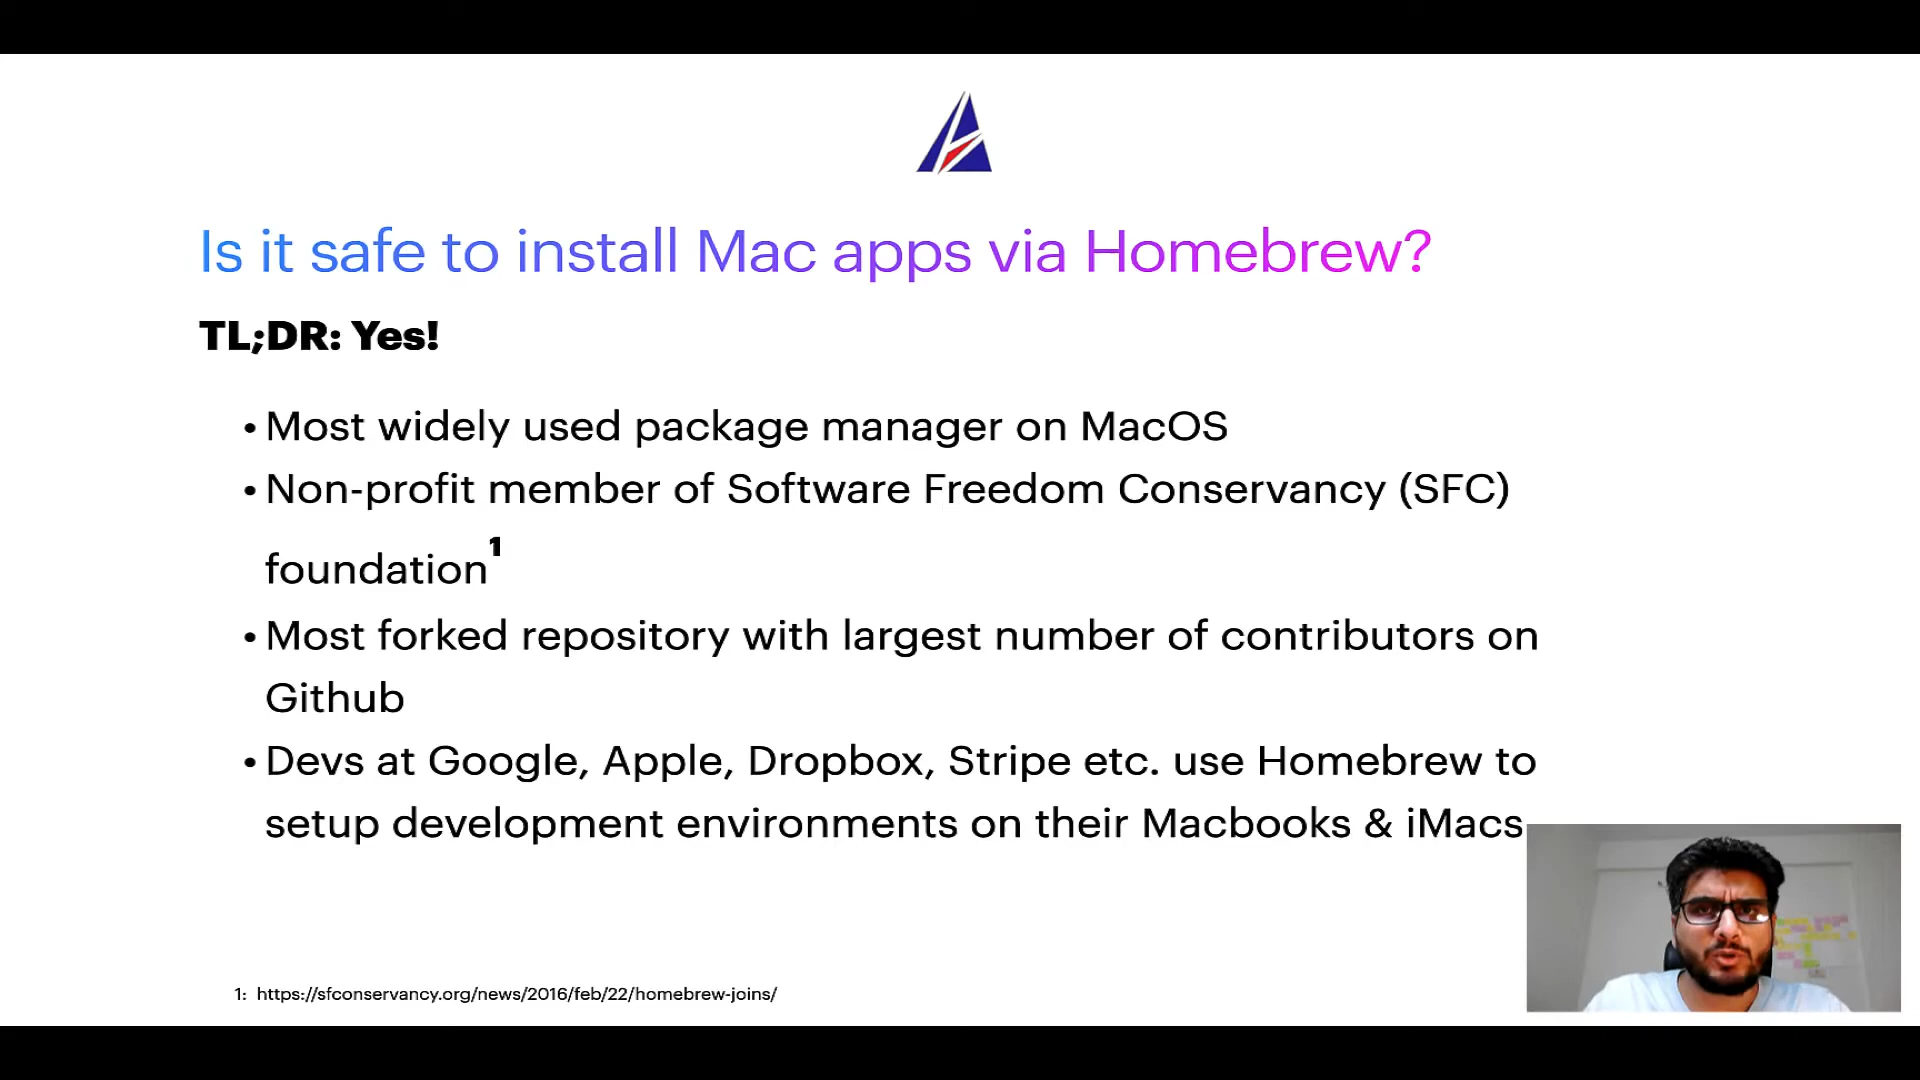 Is it safe to install Mac apps via Homebrew?
TL;DR: Yes!
• Most widely used package manager on MacOS
• Non-profit member of Software Freedom Conservancy (SFC)
foundation¹
• Most forked repository with largest number of contributors on
Github
• Devs at Google, Apple, Dropbox, Stripe etc. use Homebrew to
setup development environments on their Macbooks & iMacs
1: https://sfconservancy.org/news/2016/feb/22/homebrew-joins/